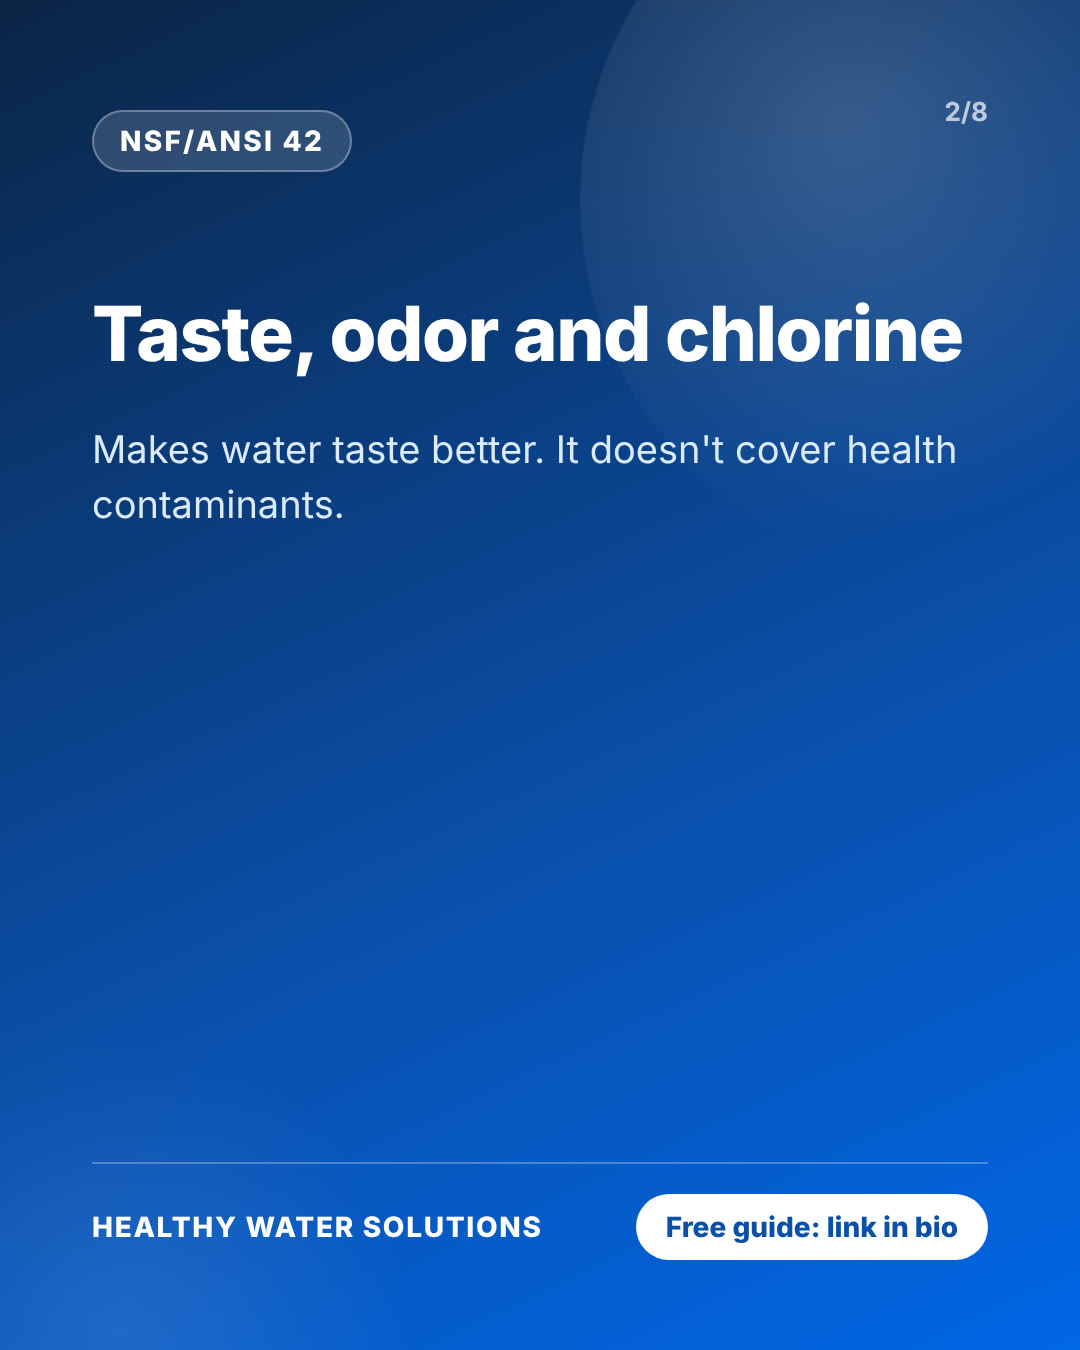 NSF/ANSI 42
2/8
Taste, odor and chlorine
Makes water taste better. It doesn't cover health
contaminants.
HEALTHY WATER SOLUTIONS
Free guide: link in bio